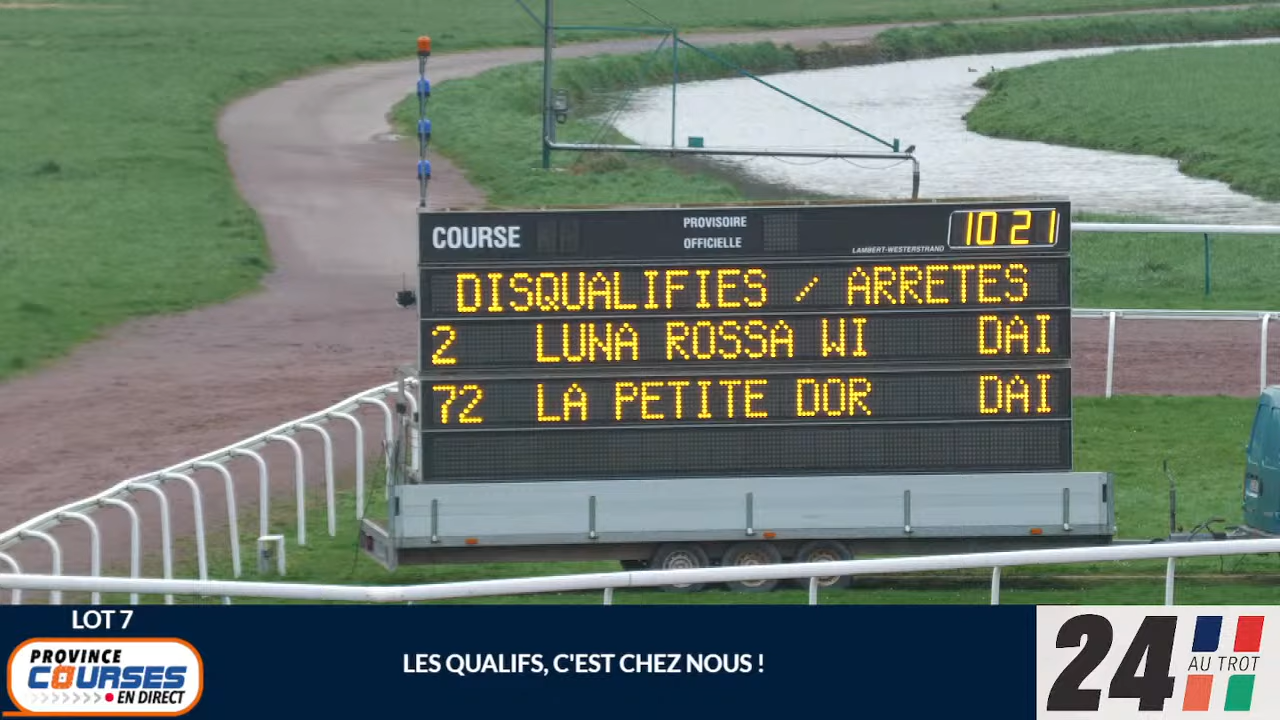 COURSE PROVISOIRE OFFICIELLE 10 21
LAMBERT-WESTERSTRAND
DISQUALIFIES / ARRETES
2 LUNA ROSSA WI DAI
72 LA PETITE DOR DAI
LOT 7
PROVINCE
COURSES
EN DIRECT
LES QUALIFS, C'EST CHEZ NOUS !
24
AU TROT